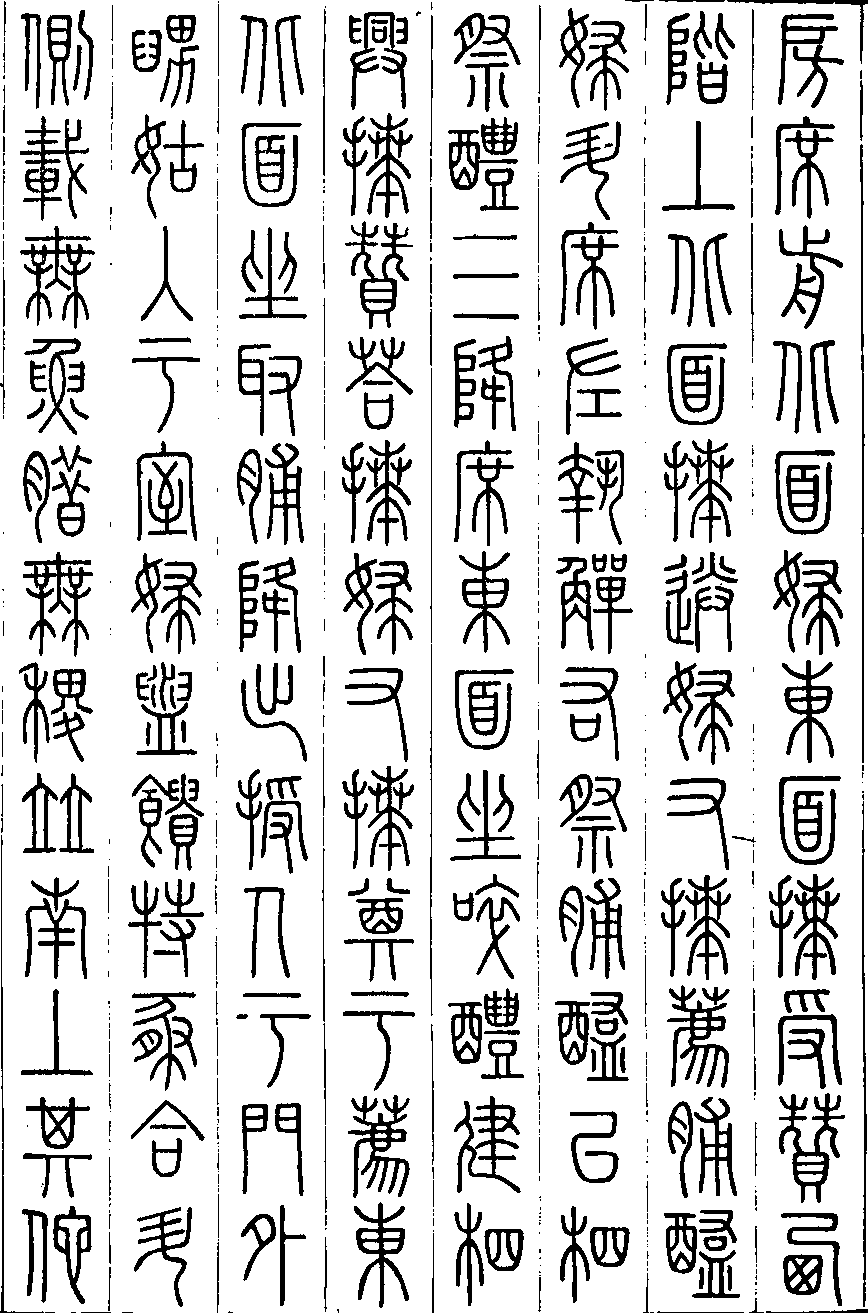 房席前北面婦東面拜受贊西
階上北面拜送婦又拜薦脯醢
婦升席左執觶右祭脯醢以柶
祭醴三降席東面坐啐醴建柶
興拜贊答拜婦又拜奠于薦東
北面坐取脯降出授人于門外
舅姑入于室婦盥饋特豚合升
側載無魚腊無稷並南上其他